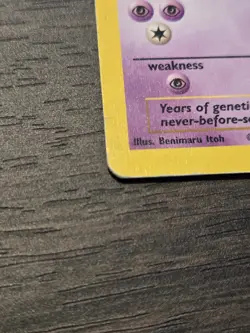 weakness
Years of geneti
never-before-s
Illus. Benimaru Itoh